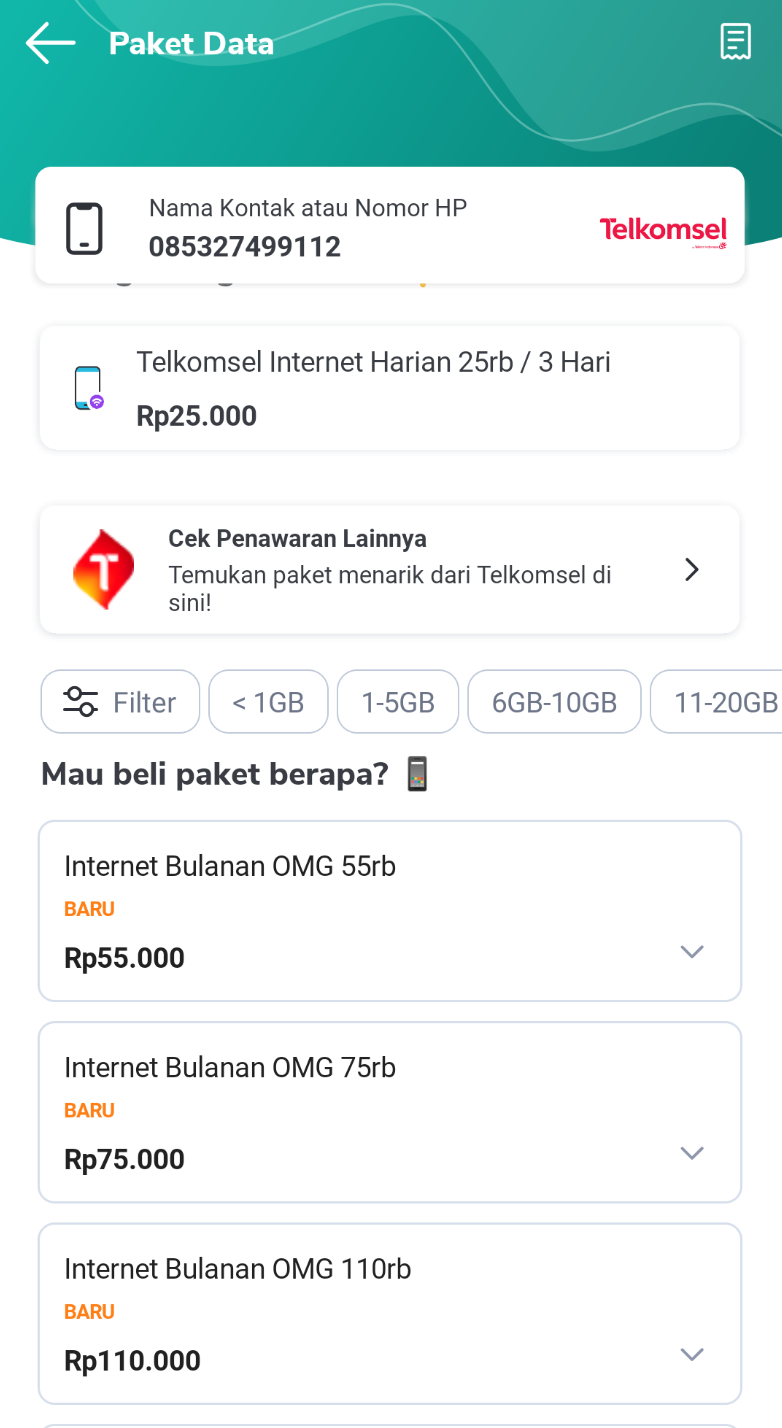 Paket Data
Nama Kontak atau Nomor HP
085327499112
Telkomsel
Telkomsel Internet Harian 25rb / 3 Hari
Rp25.000
Cek Penawaran Lainnya
Temukan paket menarik dari Telkomsel di
sini!
Filter
< 1GB
1-5GB
6GB-10GB
11-20GB
Mau beli paket berapa?
Internet Bulanan OMG 55rb
BARU
Rp55.000
Internet Bulanan OMG 75rb
BARU
Rp75.000
Internet Bulanan OMG 110rb
BARU
Rp110.000